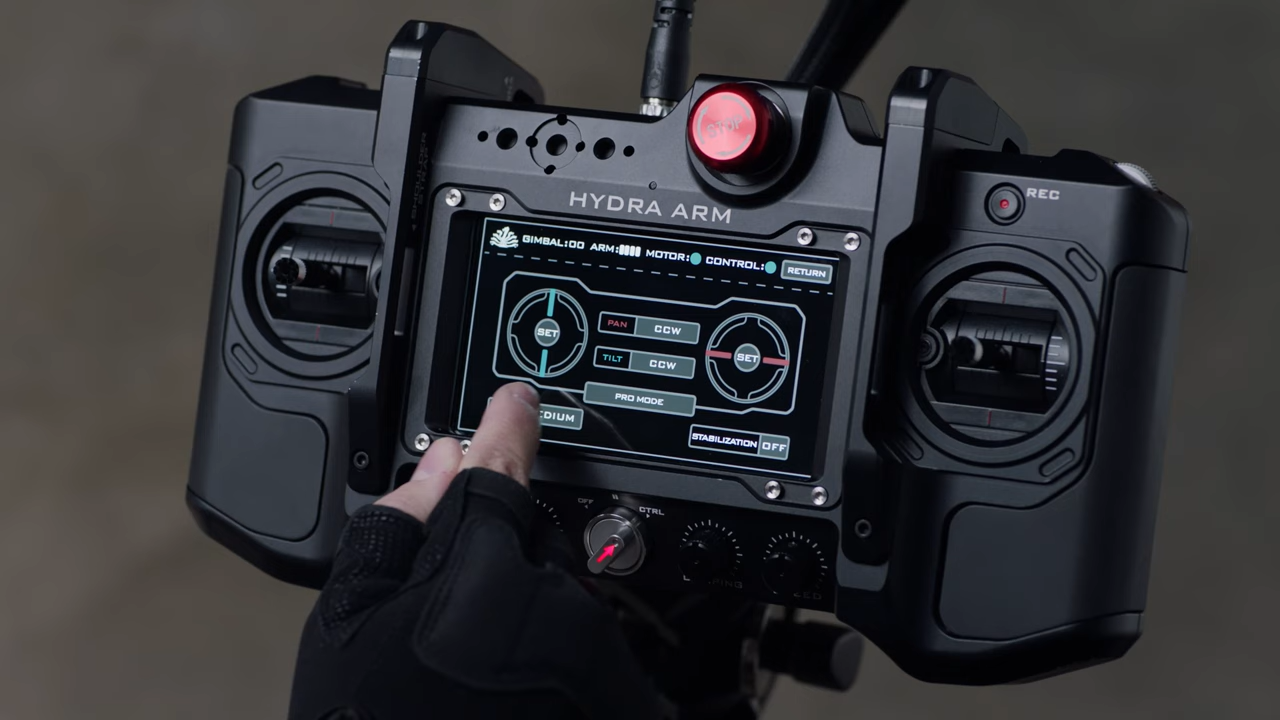 STOP
REC
HYDRA ARM
GIMBAL:00 ARM: MOTOR: CONTROL: RETURN
SET PAN CCW SET
TILT CCW
PRO MODE
STABILIZATION OFF
OFF CTRL